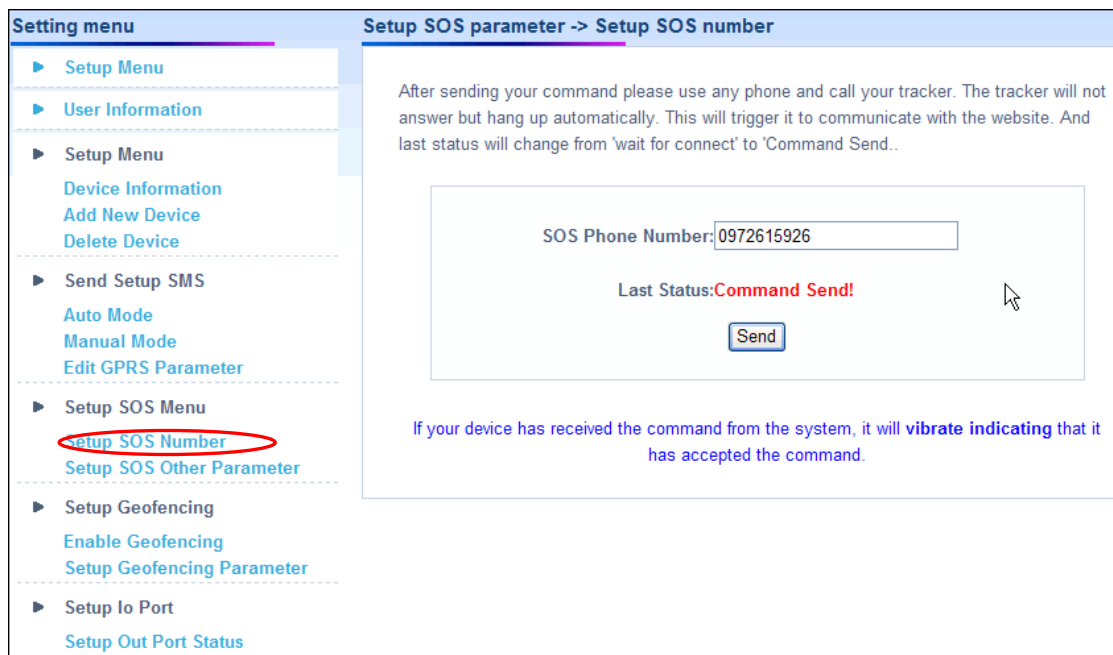 Setting menu
Setup Menu
User Information
Setup Menu
Device Information
Add New Device
Delete Device
Send Setup SMS
Auto Mode
Manual Mode
Edit GPRS Parameter
Setup SOS Menu
Setup SOS Number
Setup SOS Other Parameter
Setup Geofencing
Enable Geofencing
Setup Geofencing Parameter
Setup Io Port
Setup Out Port Status
Setup SOS parameter -> Setup SOS number
After sending your command please use any phone and call your tracker. The tracker will not
answer but hang up automatically. This will trigger it to communicate with the website. And
last status will change from 'wait for connect' to 'Command Send..
SOS Phone Number:0972615926
Last Status:Command Send!
Send
If your device has received the command from the system, it will vibrate indicating that it
has accepted the command.